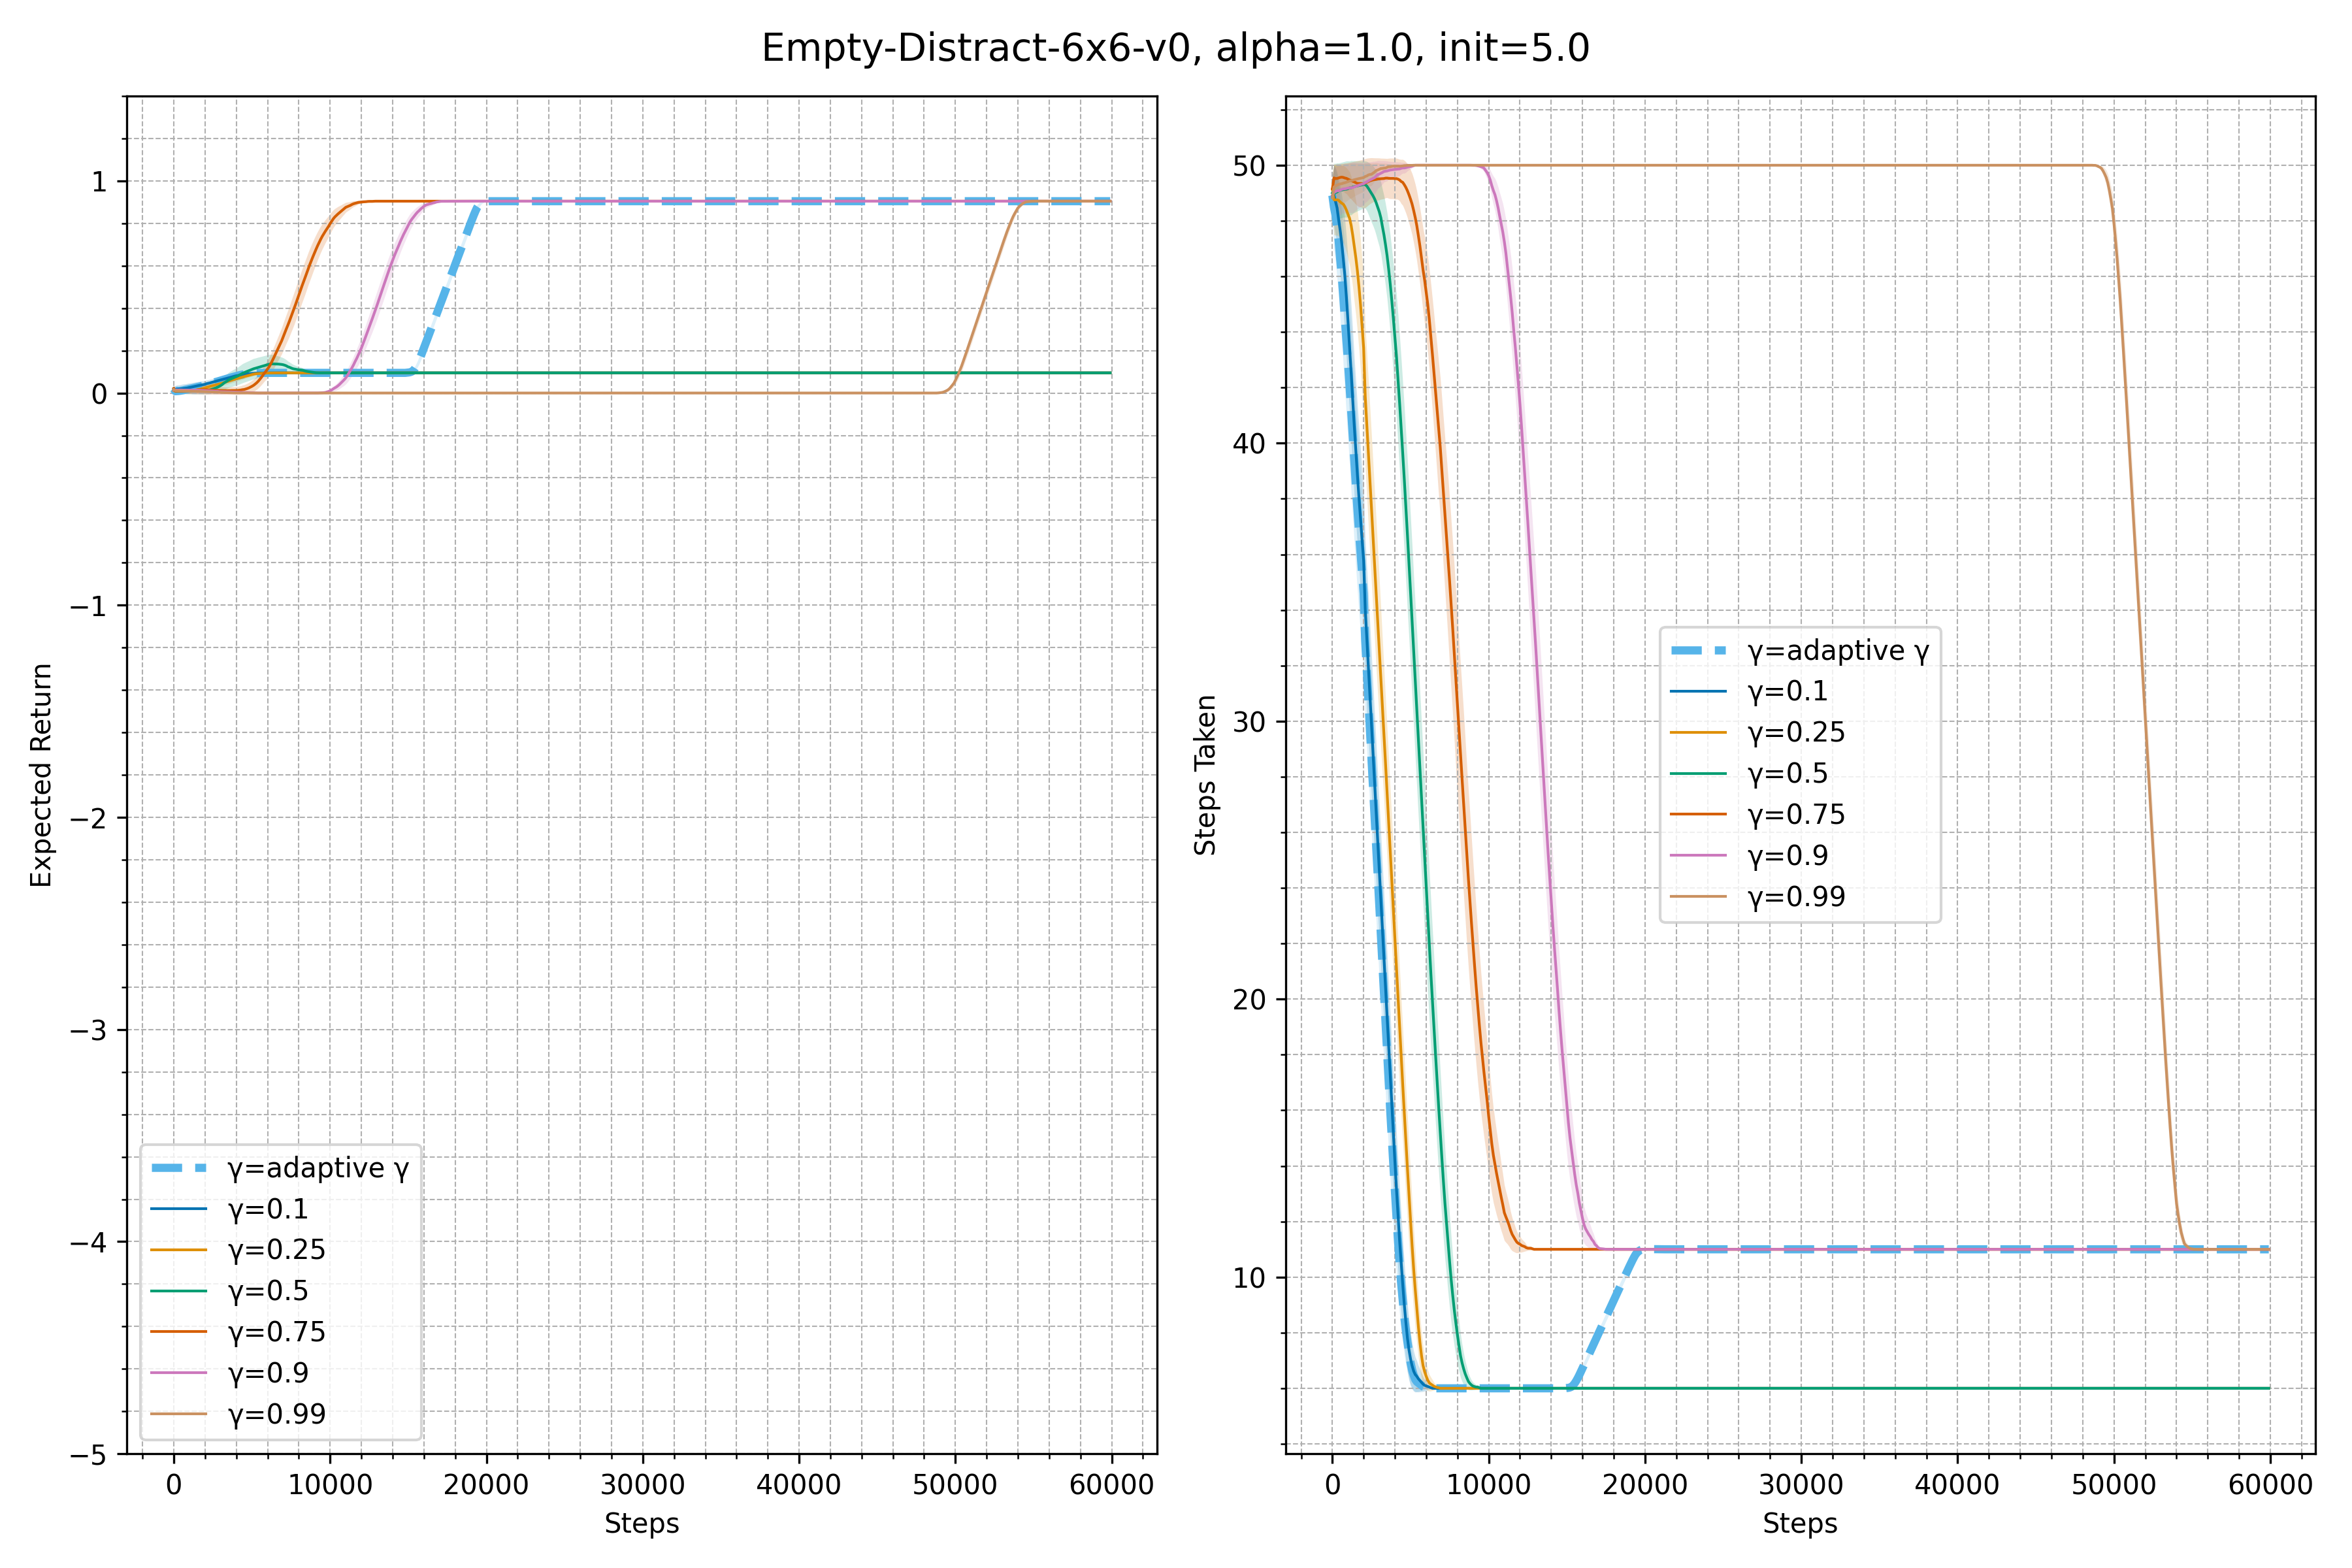 Empty-Distract-6x6-v0, alpha=1.0, init=5.0
Expected Return
1
0
−1
−2
−3
−4
−5
γ=adaptive γ
γ=0.1
γ=0.25
γ=0.5
γ=0.75
γ=0.9
γ=0.99
0 10000 20000 30000 40000 50000 60000
Steps
Steps Taken
50
40
30
20
10
γ=adaptive γ
γ=0.1
γ=0.25
γ=0.5
γ=0.75
γ=0.9
γ=0.99
0 10000 20000 30000 40000 50000 60000
Steps